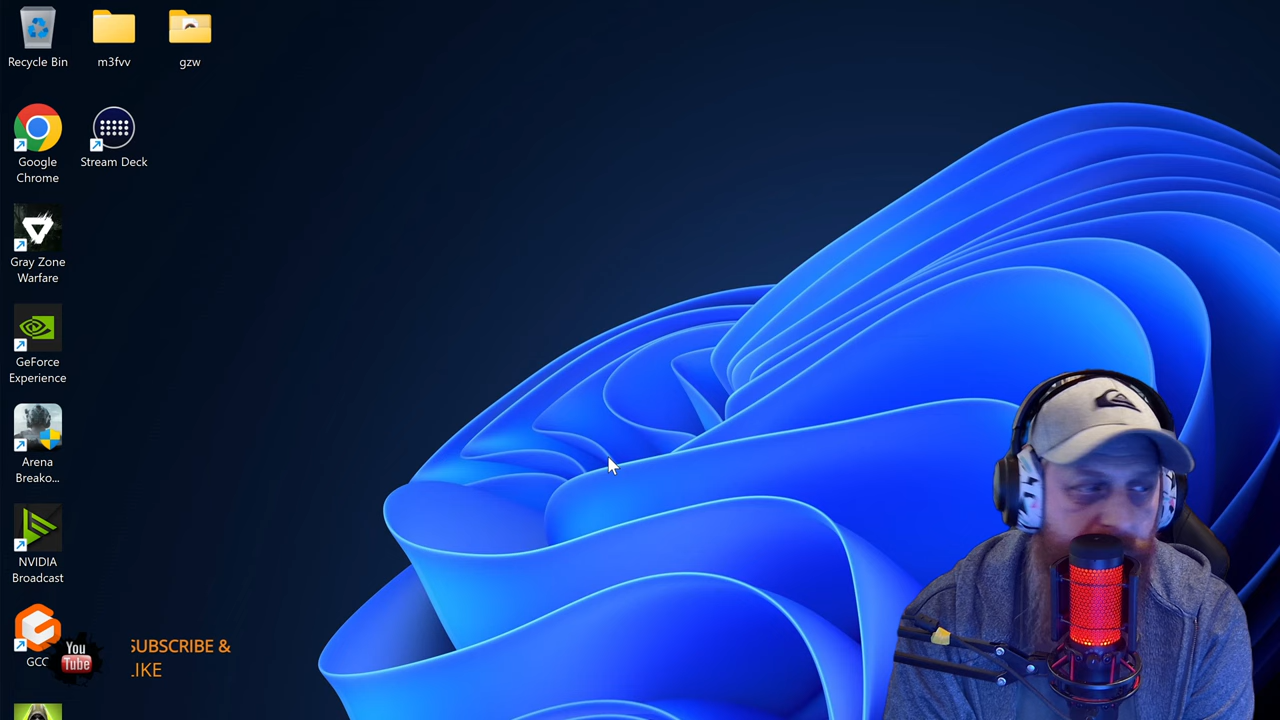 Recycle Bin
m3fvv
gzw
Google
Chrome
Stream Deck
Gray Zone
Warfare
GeForce
Experience
Arena
Breako...
NVIDIA
Broadcast
GCC
You
Tube
SUBSCRIBE &
LIKE